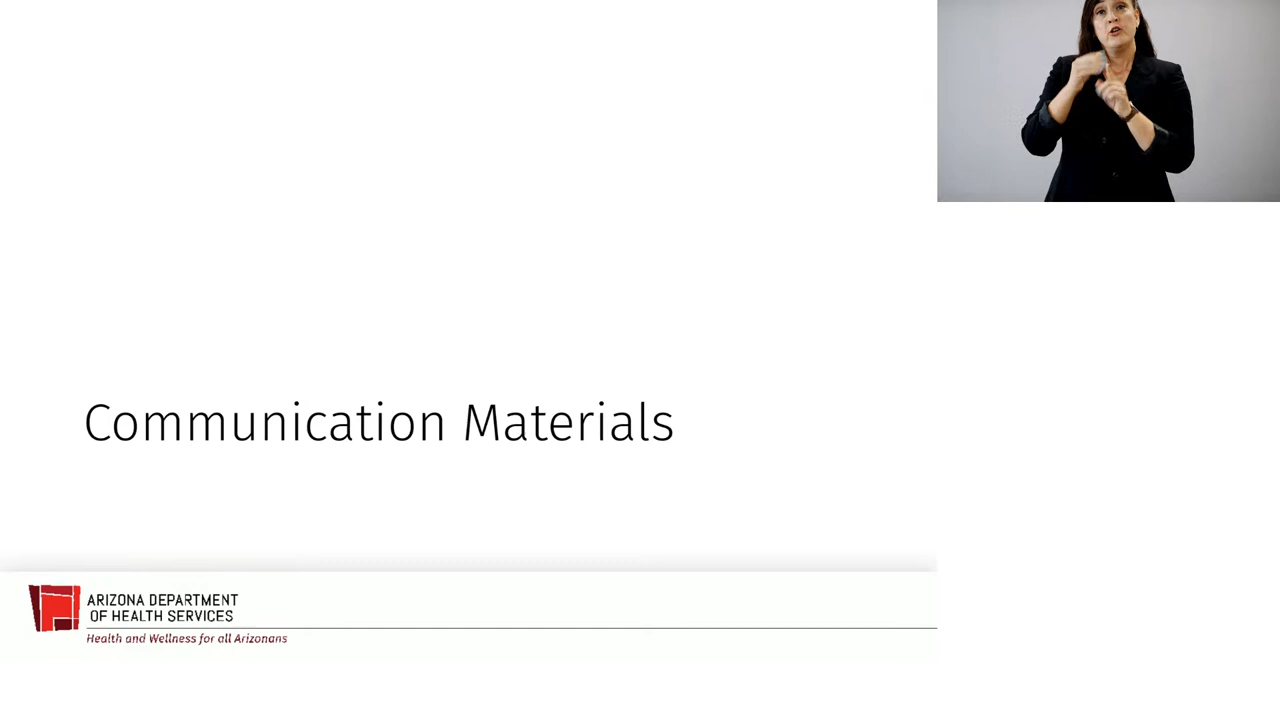 Communication Materials
ARIZONA DEPARTMENT
OF HEALTH SERVICES
Health and Wellness for all Arizonans